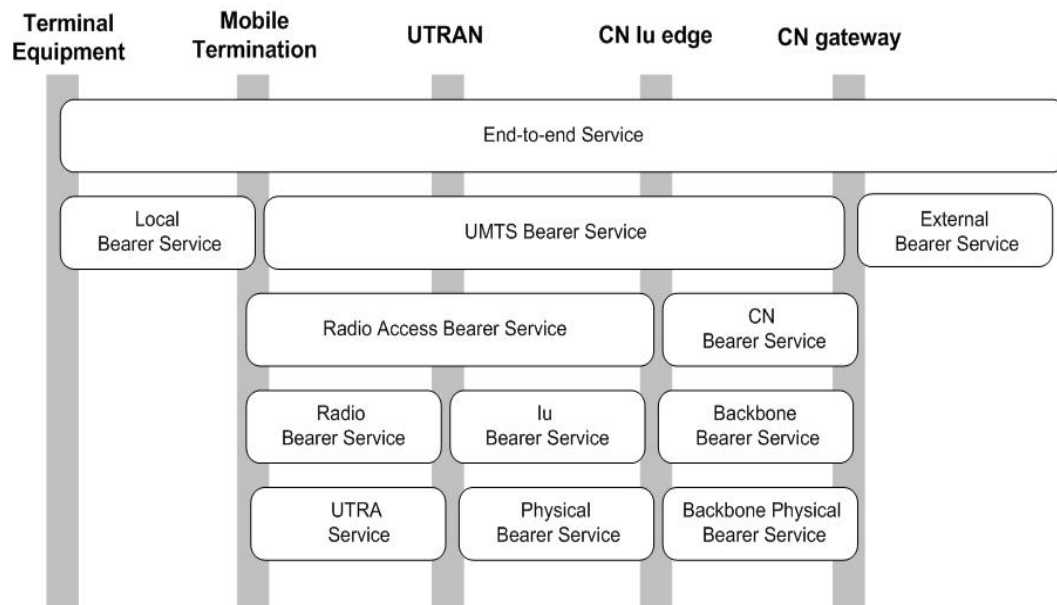 Terminal
Equipment
Mobile
Termination
UTRAN
CN Iu edge
CN gateway
End-to-end Service
Local
Bearer Service
UMTS Bearer Service
External
Bearer Service
Radio Access Bearer Service
CN
Bearer Service
Radio
Bearer Service
Iu
Bearer Service
Backbone
Bearer Service
UTRA
Service
Physical
Bearer Service
Backbone Physical
Bearer Service